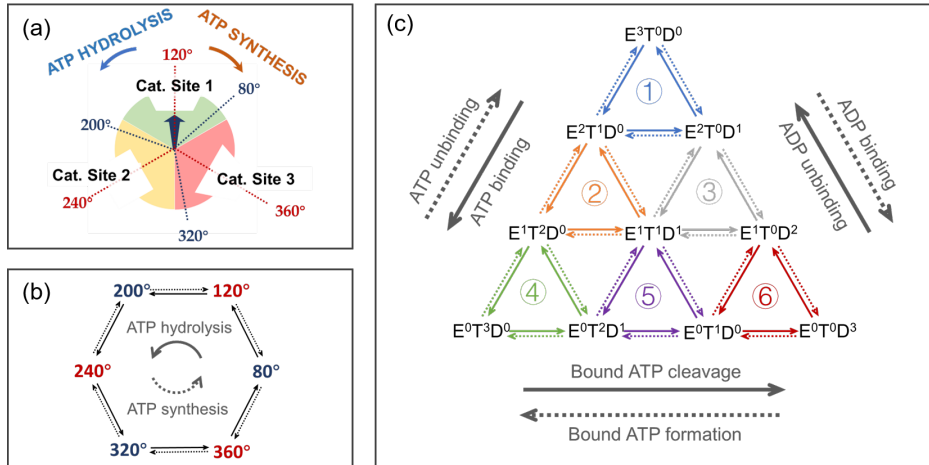 (a)
ATP HYDROLYSIS
ATP SYNTHESIS
120°
80°
Cat. Site 1
200°
Cat. Site 2
Cat. Site 3
240°
360°
320°
(b)
200°
120°
ATP hydrolysis
240°
80°
ATP synthesis
320°
360°
(c)
E³T⁰D⁰
①
ATP unbinding
ATP binding
ADP binding
ADP unbinding
E²T¹D⁰
E²T⁰D¹
②
③
E¹T²D⁰
E¹T¹D¹
E¹T⁰D²
④
⑤
⑥
E⁰T³D⁰
E⁰T²D¹
E⁰T¹D⁰
E⁰T⁰D³
Bound ATP cleavage
Bound ATP formation